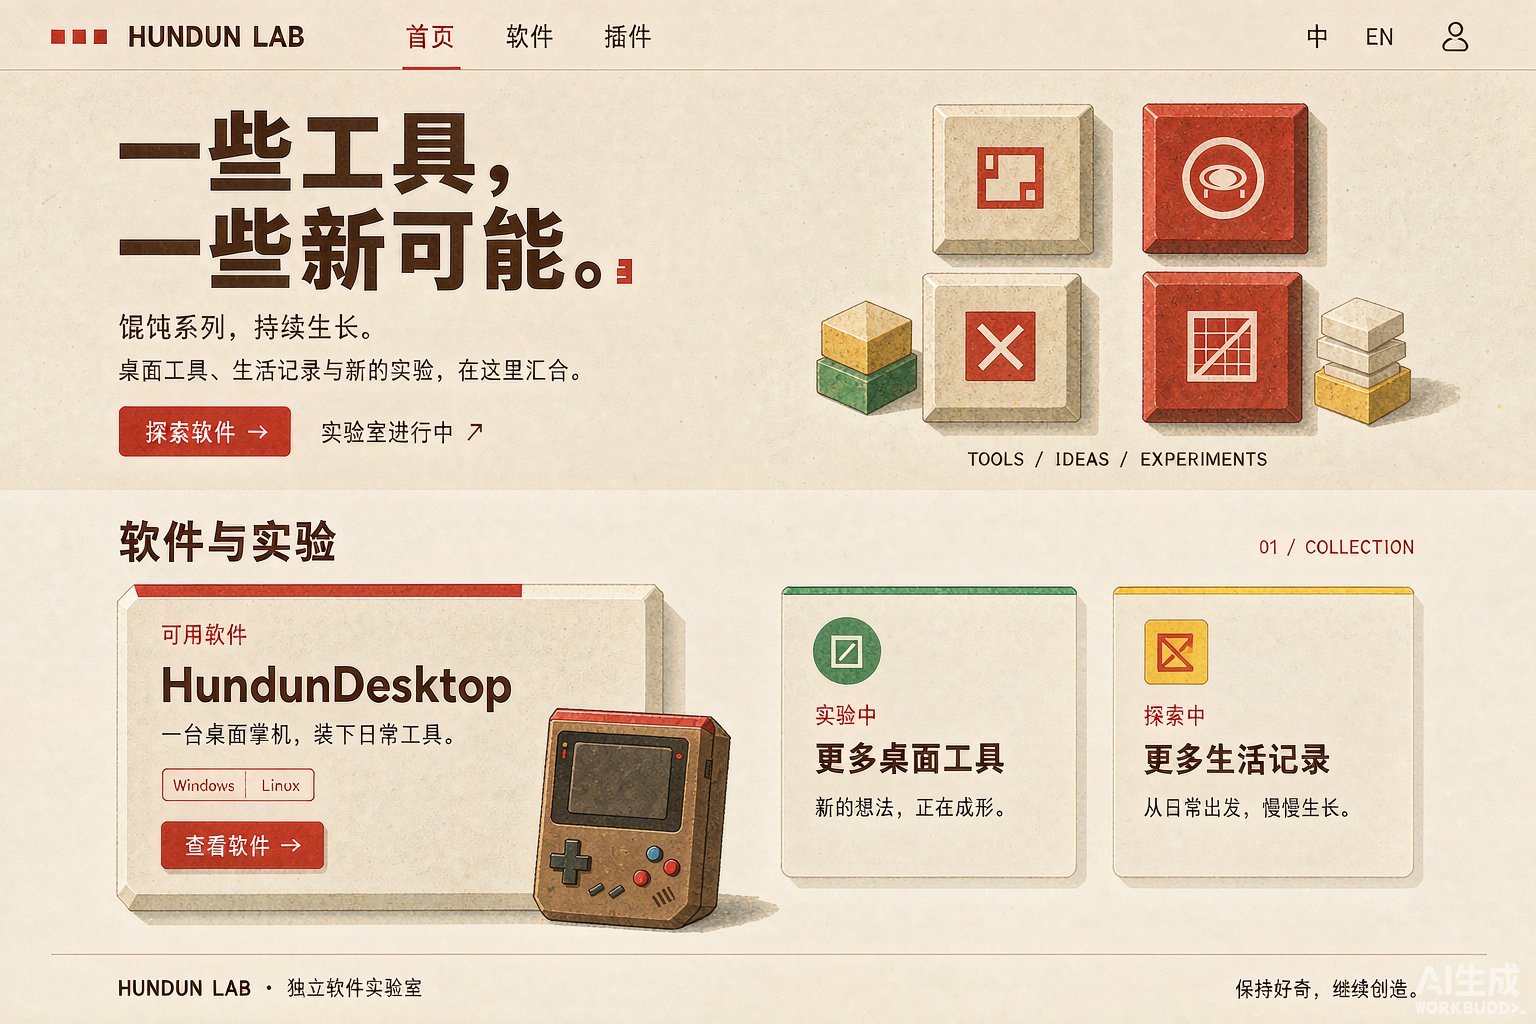 HUNDUN LAB
首页
软件
插件
中
EN
一些工具，
一些新可能。
馄饨系列，持续生长。
桌面工具、生活记录与新的实验，在这里汇合。
探索软件 →
实验室进行中 ↗
TOOLS / IDEAS / EXPERIMENTS
软件与实验
01 / COLLECTION
可用软件
HundunDesktop
一台桌面掌机，装下日常工具。
Windows
Linux
查看软件 →
实验中
更多桌面工具
新的想法，正在成形。
探索中
更多生活记录
从日常出发，慢慢生长。
HUNDUN LAB • 独立软件实验室
保持好奇，继续创造。
AI生成